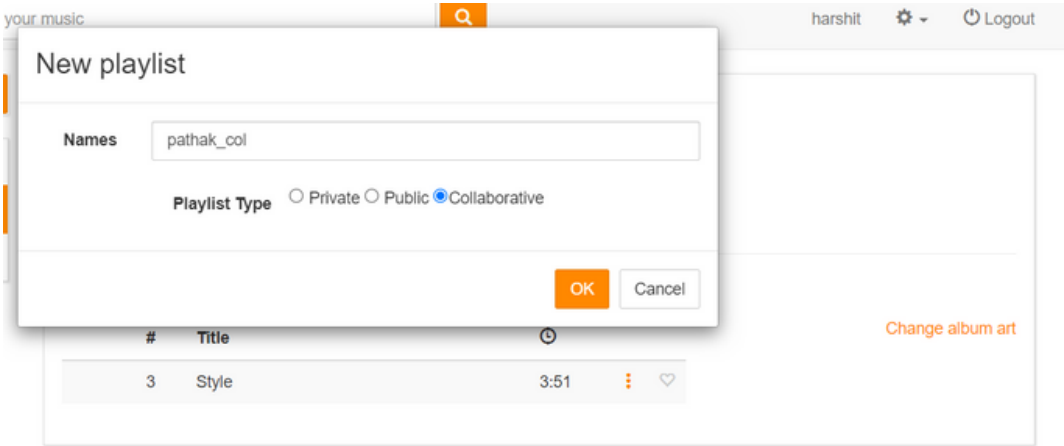 your music
harshit
Logout
New playlist
Names pathak_col
Playlist Type Private Public Collaborative
OK Cancel
Change album art
# Title
3 Style 3:51